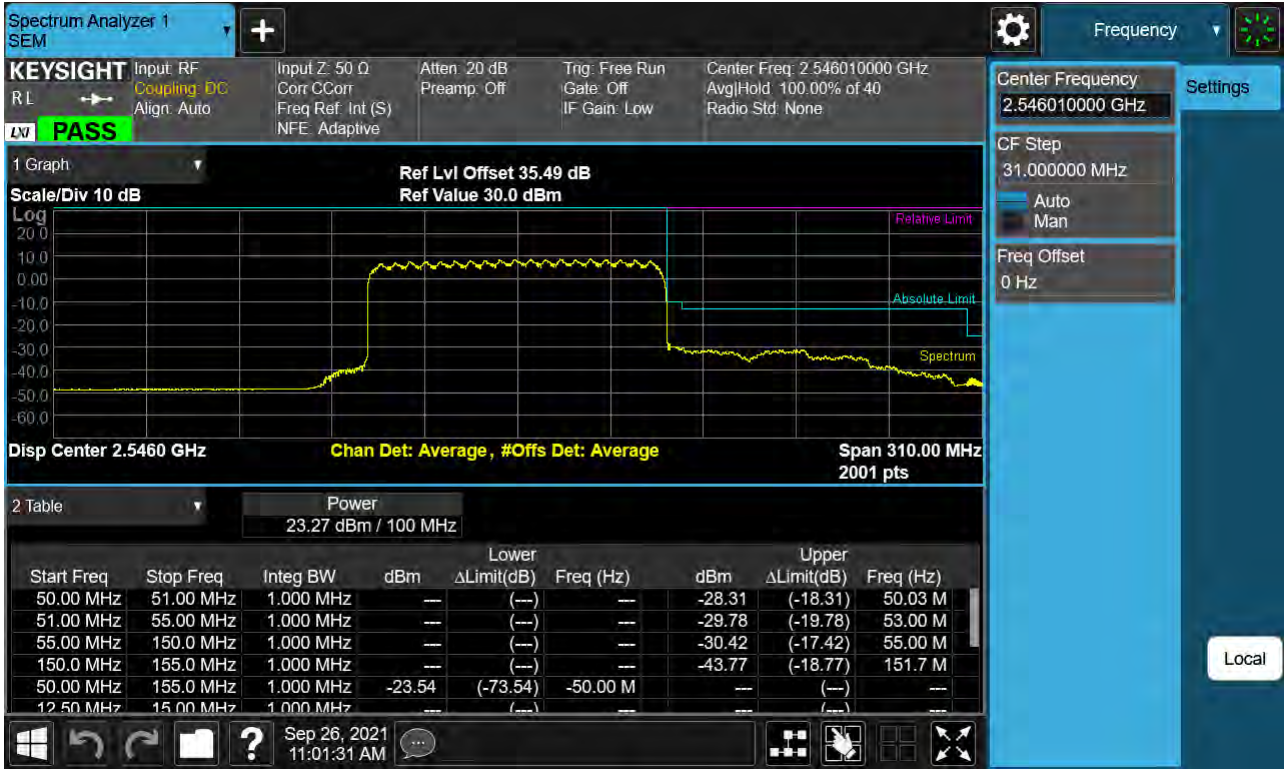 Spectrum Analyzer 1
SEM
Frequency
KEYSIGHT
RL
LXI
PASS
Input: RF
Coupling: DC
Align: Auto
Input Z: 50 Ω
Corr CCorr
Freq Ref: Int (S)
NFE: Adaptive
Atten: 20 dB
Preamp: Off
Trig: Free Run
Gate: Off
IF Gain: Low
Center Freq: 2.546010000 GHz
Avg|Hold: 100.00% of 40
Radio Std: None
Center Frequency
2.546010000 GHz
Settings
CF Step
31.000000 MHz
Auto
Man
Freq Offset
0 Hz
1 Graph
Scale/Div 10 dB
Ref Lvl Offset 35.49 dB
Ref Value 30.0 dBm
Log
20.0
10.0
0.00
-10.0
-20.0
-30.0
-40.0
-50.0
-60.0
Relative Limit
Absolute Limit
Spectrum
Disp Center 2.5460 GHz
Chan Det: Average, #Offs Det: Average
Span 310.00 MHz
2001 pts
2 Table
Power
23.27 dBm / 100 MHz
Lower Upper
Start Freq Stop Freq Integ BW dBm ΔLimit(dB) Freq (Hz) dBm ΔLimit(dB) Freq (Hz)
50.00 MHz 51.00 MHz 1.000 MHz --- (---) --- -28.31 (-18.31) 50.03 M
51.00 MHz 55.00 MHz 1.000 MHz --- (---) --- -29.78 (-19.78) 53.00 M
55.00 MHz 150.0 MHz 1.000 MHz --- (---) --- -30.42 (-17.42) 55.00 M
150.0 MHz 155.0 MHz 1.000 MHz --- (---) --- -43.77 (-18.77) 151.7 M
50.00 MHz 155.0 MHz 1.000 MHz -23.54 (-73.54) -50.00 M --- (---) ---
12.50 MHz 15.00 MHz 1.000 MHz --- (---) --- --- (---) ---
Local
Sep 26, 2021
11:01:31 AM